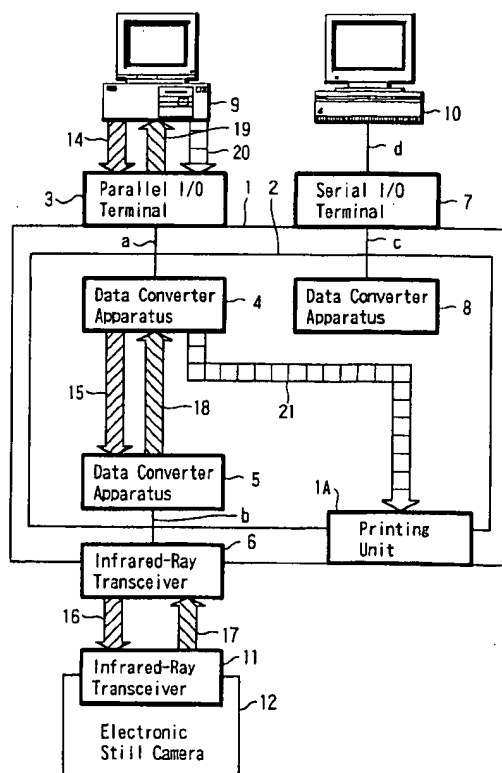 9
10
14
19
20
d
3
Parallel I/O
Terminal
1
2
Serial I/O
Terminal
7
a
c
Data Converter
Apparatus
4
Data Converter
Apparatus
8
15
18
21
Data Converter
Apparatus
5
1A
b
Printing
Unit
6
Infrared-Ray
Transceiver
16
17
Infrared-Ray
Transceiver
11
12
Electronic
Still Camera